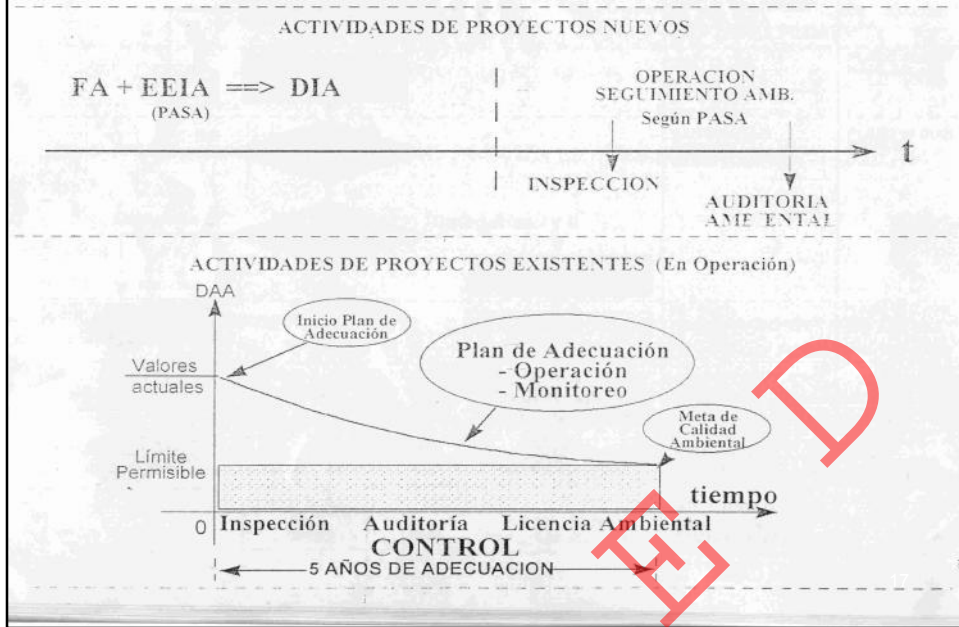 ACTIVIDADES DE PROYECTOS NUEVOS
FA + EEIA ==> DIA
(PASA)
OPERACION
SEGUIMIENTO AMB.
Según PASA
t
INSPECCION
AUDITORIA
AMBIENTAL
ACTIVIDADES DE PROYECTOS EXISTENTES (En Operación)
DAA
Inicio Plan de
Adecuación
Plan de Adecuación
- Operación
- Monitoreo
Valores
actuales
Meta de
Calidad
Ambiental
Límite
Permisible
tiempo
0 Inspección Auditoría Licencia Ambiental
CONTROL
5 AÑOS DE ADECUACION
E D
17